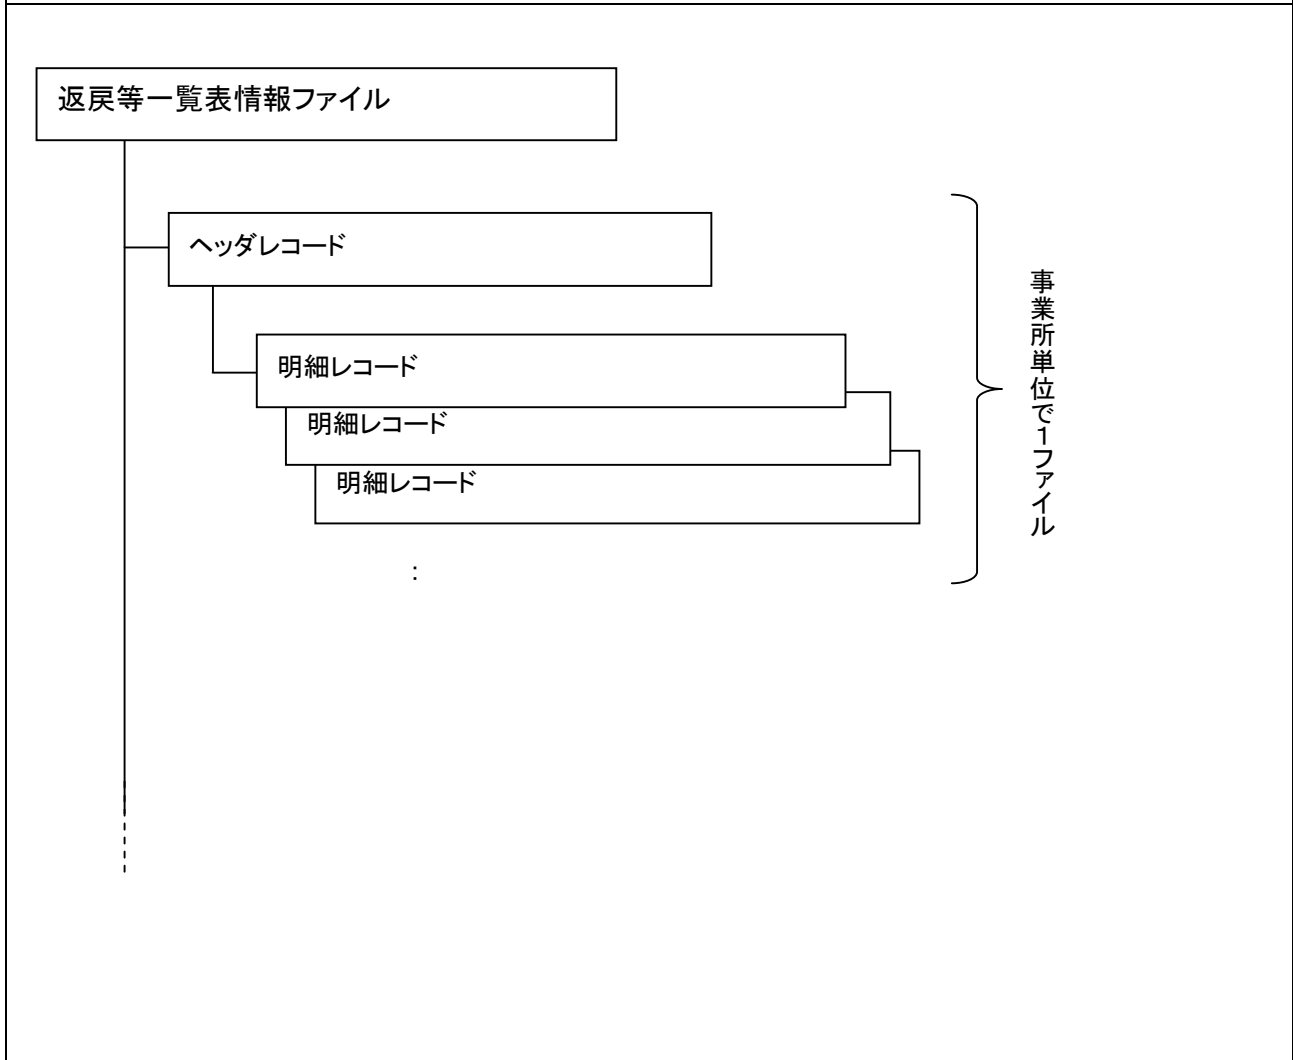 返戻等一覧表情報ファイル
ヘッダレコード
明細レコード
明細レコード
明細レコード
:
事業所単位で1ファイル